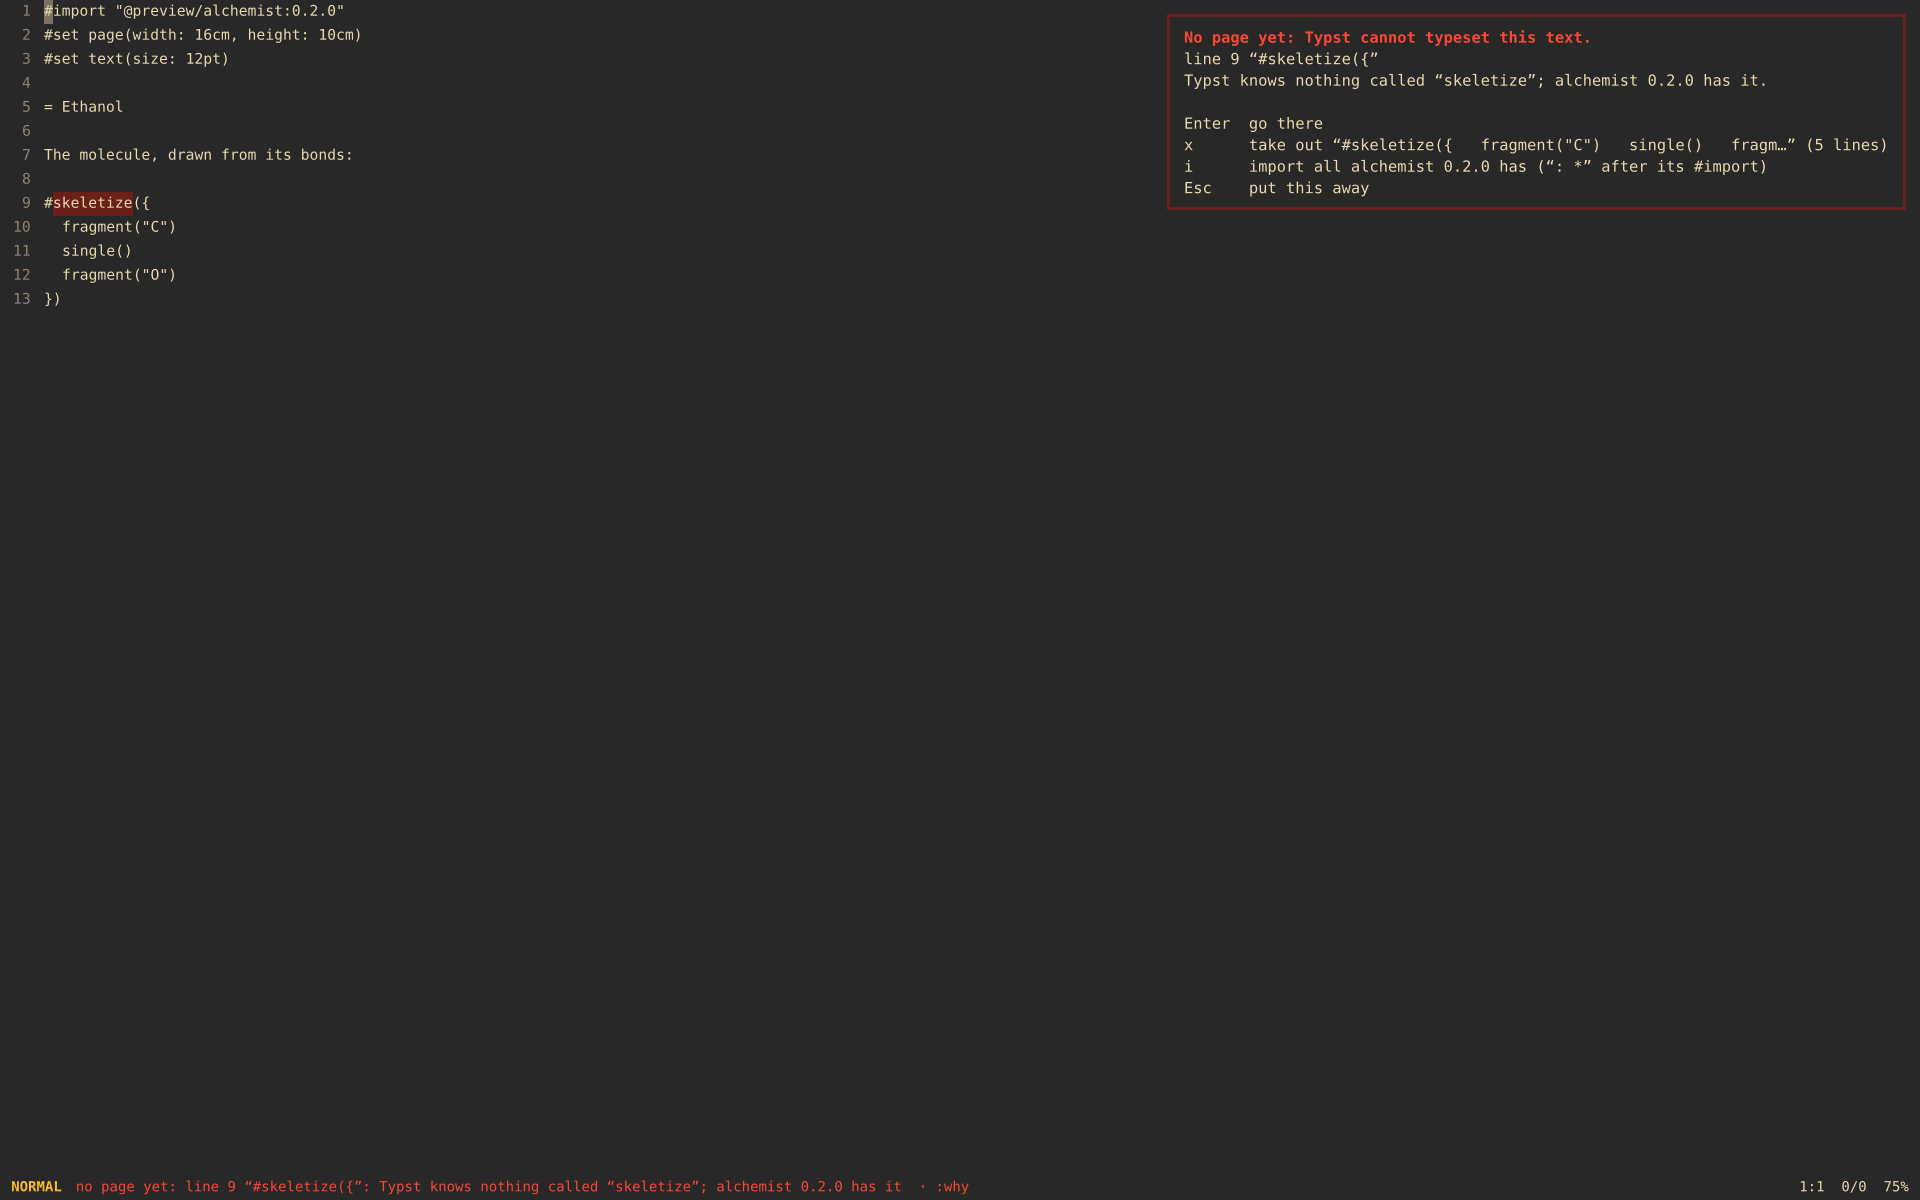 1 #import "@preview/alchemist:0.2.0"
2 #set page(width: 16cm, height: 10cm)
3 #set text(size: 12pt)
4
5 = Ethanol
6
7 The molecule, drawn from its bonds:
8
9 #skeletize({
10   fragment("C")
11   single()
12   fragment("O")
13 })
No page yet: Typst cannot typeset this text.
line 9 “#skeletize({”
Typst knows nothing called “skeletize”; alchemist 0.2.0 has it.
Enter  go there
x      take out “#skeletize({   fragment("C")   single()   fragm…” (5 lines)
i      import all alchemist 0.2.0 has (“: *” after its #import)
Esc    put this away
NORMAL  no page yet: line 9 “#skeletize({”: Typst knows nothing called “skeletize”; alchemist 0.2.0 has it  · :why  1:1  0/0  75%